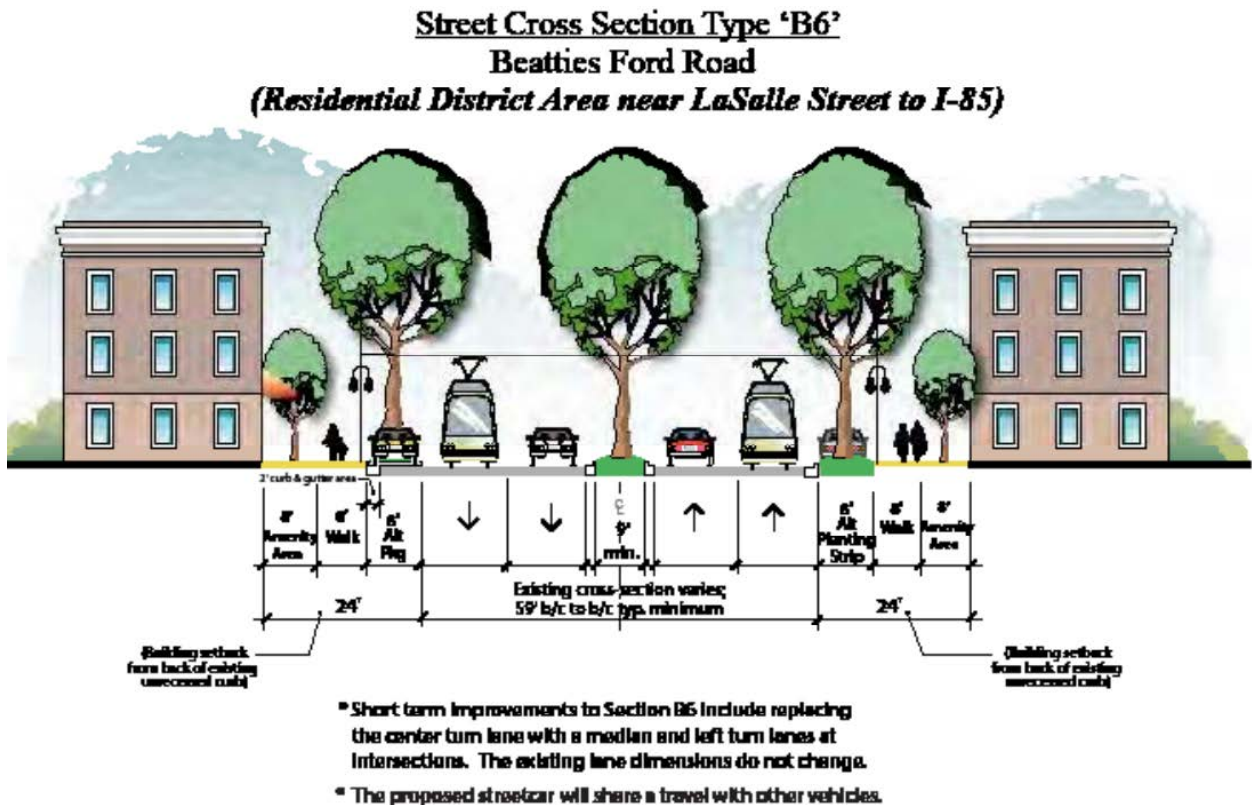 Street Cross Section Type ‘B6’
Beatties Ford Road
(Residential District Area near LaSalle Street to I-85)
2' curb & gutter area
8'
Amenity
Area
Walk
Alt
Pkg
9'
min.
Alt
Planting
Strip
8'
Walk
8'
Amenity
Area
24'
Existing cross-section varies;
59' b/c to b/c typ. minimum
24'
(Building setback
from back of existing
unrecessed curb)
(Building setback
from back of existing
unrecessed curb)
* Short term improvements to Section B6 include replacing
the center turn lane with a median and left turn lanes at
intersections. The existing lane dimensions do not change.
* The proposed streetcar will share a travel with other vehicles.